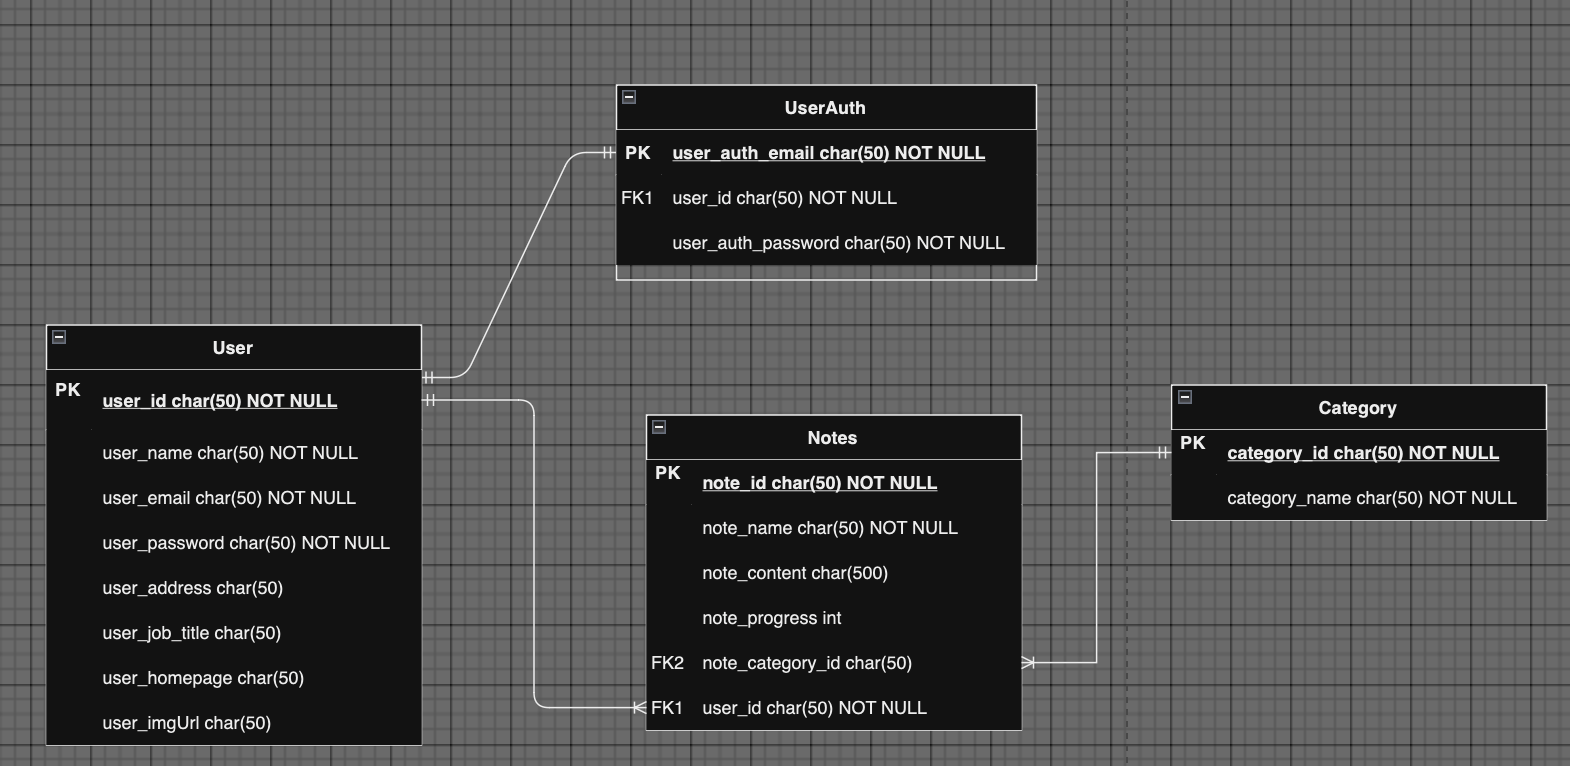 UserAuth
PK user_auth_email char(50) NOT NULL
FK1 user_id char(50) NOT NULL
user_auth_password char(50) NOT NULL
User
PK user_id char(50) NOT NULL
user_name char(50) NOT NULL
user_email char(50) NOT NULL
user_password char(50) NOT NULL
user_address char(50)
user_job_title char(50)
user_homepage char(50)
user_imgUrl char(50)
Notes
PK note_id char(50) NOT NULL
note_name char(50) NOT NULL
note_content char(500)
note_progress int
FK2 note_category_id char(50)
FK1 user_id char(50) NOT NULL
Category
PK category_id char(50) NOT NULL
category_name char(50) NOT NULL